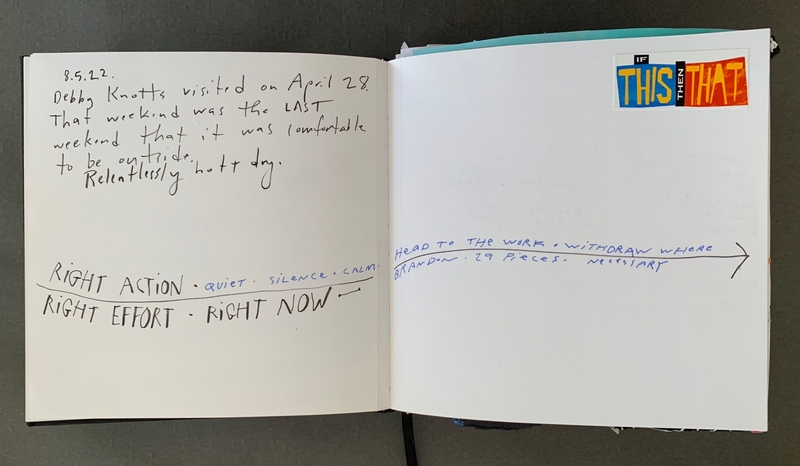 8.5.22.
Debby Knotts visited on April 28.
That weekend was the LAST
weekend that it was comfortable
to be outside.
Relentlessly hot + dry.
RIGHT ACTION · QUIET · SILENCE · CALM.
RIGHT EFFORT · RIGHT NOW
IF
THIS
THEN
THAT
HEAD TO THE WORK · WITHDRAW WHERE
BRANDON · 29 PIECES · NECESSARY